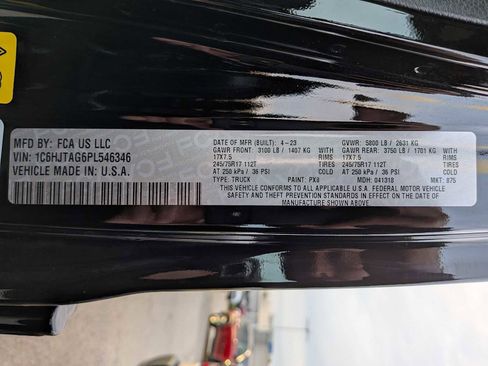 MFD BY: FCA US LLC
VIN: 1C6HJTAG6PL546346
VEHICLE MADE IN: U.S.A.
DATE OF MFR (BUILT): 4-23
GVWR: 5800 LB / 2631 KG
GAWR FRONT: 3100 LB / 1407 KG WITH
GAWR REAR: 3750 LB / 1701 KG WITH
17X7.5 RIMS
17X7.5 RIMS
245/75R17 112T TIRES
245/75R17 112T TIRES
AT 250 kPa / 36 PSI COLD
AT 250 kPa / 36 PSI COLD
TYPE: TRUCK PAINT: PX8 MDH: 041318 MKT: 875
THIS VEHICLE CONFORMS TO ALL APPLICABLE U.S.A. FEDERAL MOTOR VEHICLE
SAFETY STANDARDS IN EFFECT ON THE DATE OF
MANUFACTURE SHOWN ABOVE.